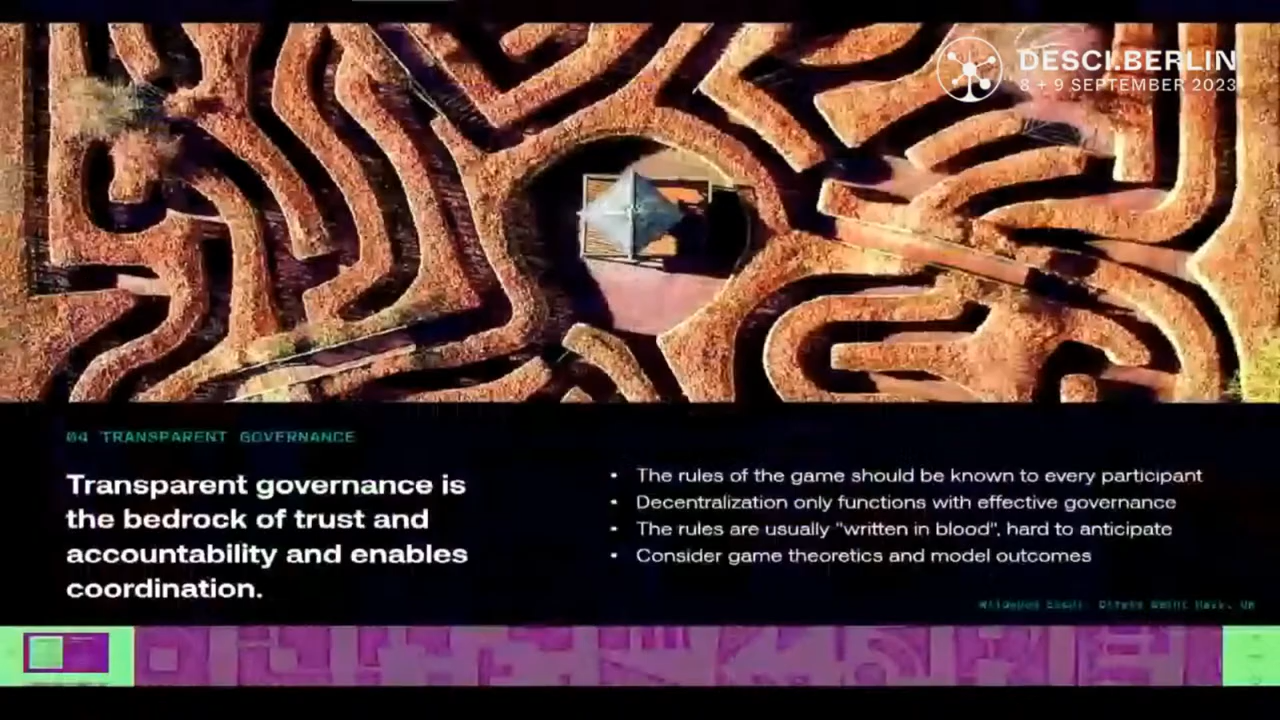 DESCI.BERLIN
8 + 9 SEPTEMBER 2023
04 TRANSPARENT GOVERNANCE
Transparent governance is
the bedrock of trust and
accountability and enables
coordination.
• The rules of the game should be known to every participant
• Decentralization only functions with effective governance
• The rules are usually "written in blood", hard to anticipate
• Consider game theoretics and model outcomes